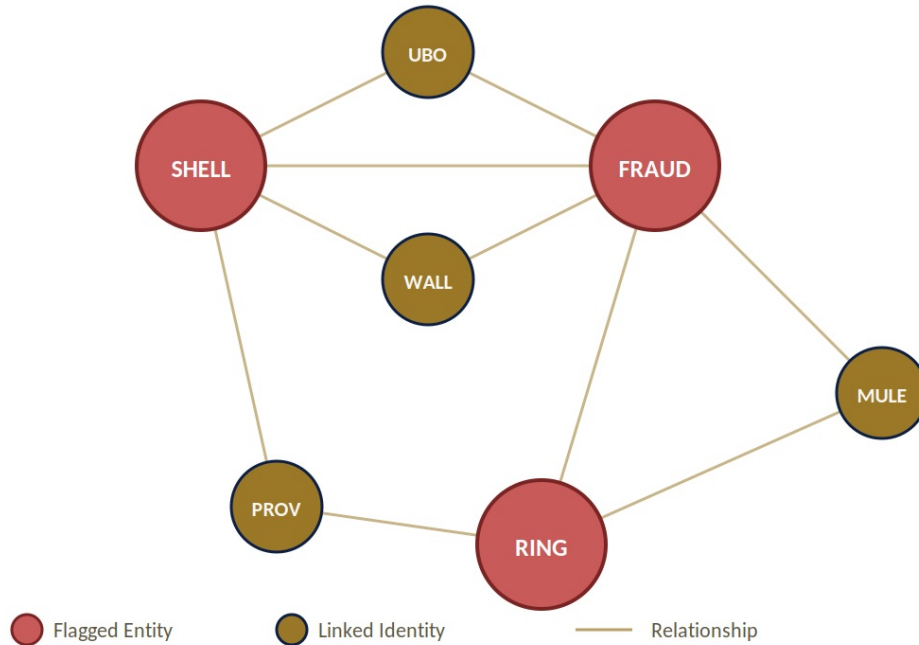 UBO
SHELL
FRAUD
WALL
MULE
PROV
RING
Flagged Entity
Linked Identity
Relationship